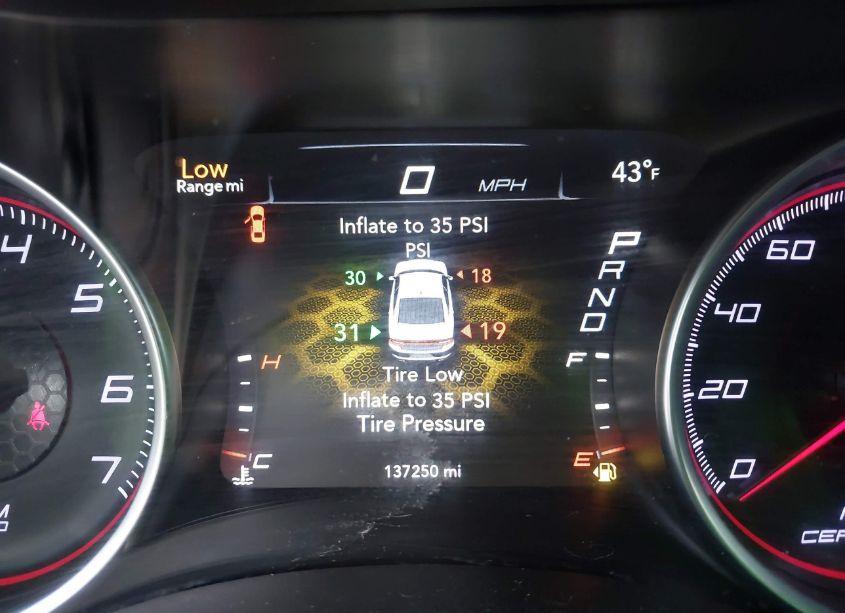 Low
Range mi
0 MPH
43°F
Inflate to 35 PSI
PSI
30 18
31 19
Tire Low
Inflate to 35 PSI
Tire Pressure
137250 mi
P
R
N
D
H
C
F
E
4
5
6
7
60
40
20
0